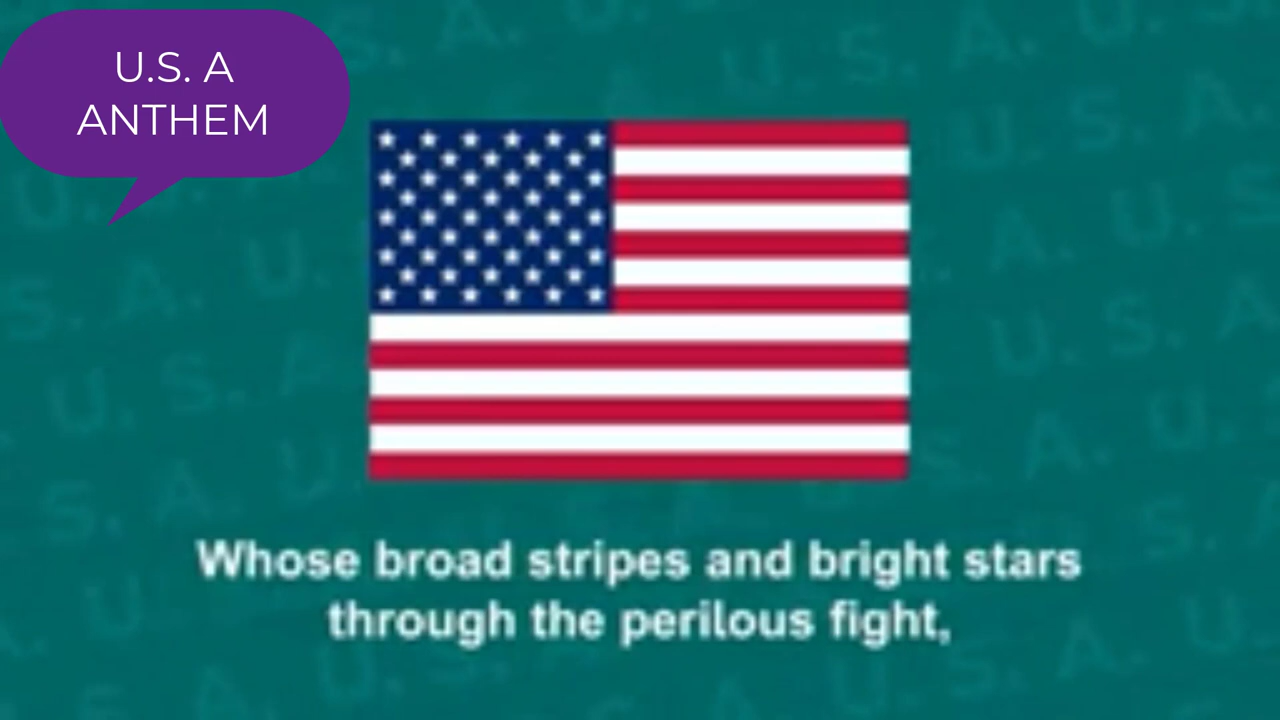 U.S. A
ANTHEM
Whose broad stripes and bright stars
through the perilous fight,